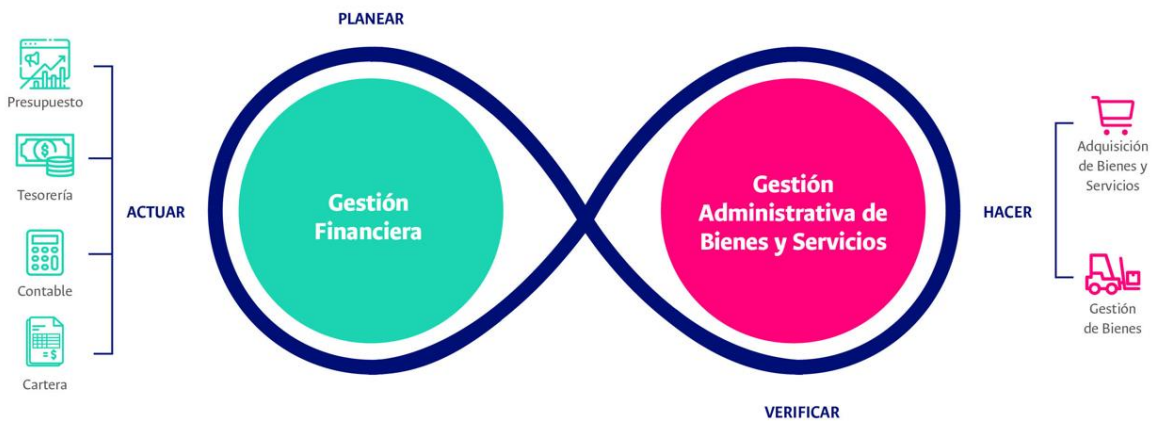 PLANEAR
Presupuesto
Tesorería
Contable
Cartera
ACTUAR
Gestión
Financiera
Gestión
Administrativa de
Bienes y Servicios
HACER
Adquisición
de Bienes y
Servicios
Gestión
de Bienes
VERIFICAR